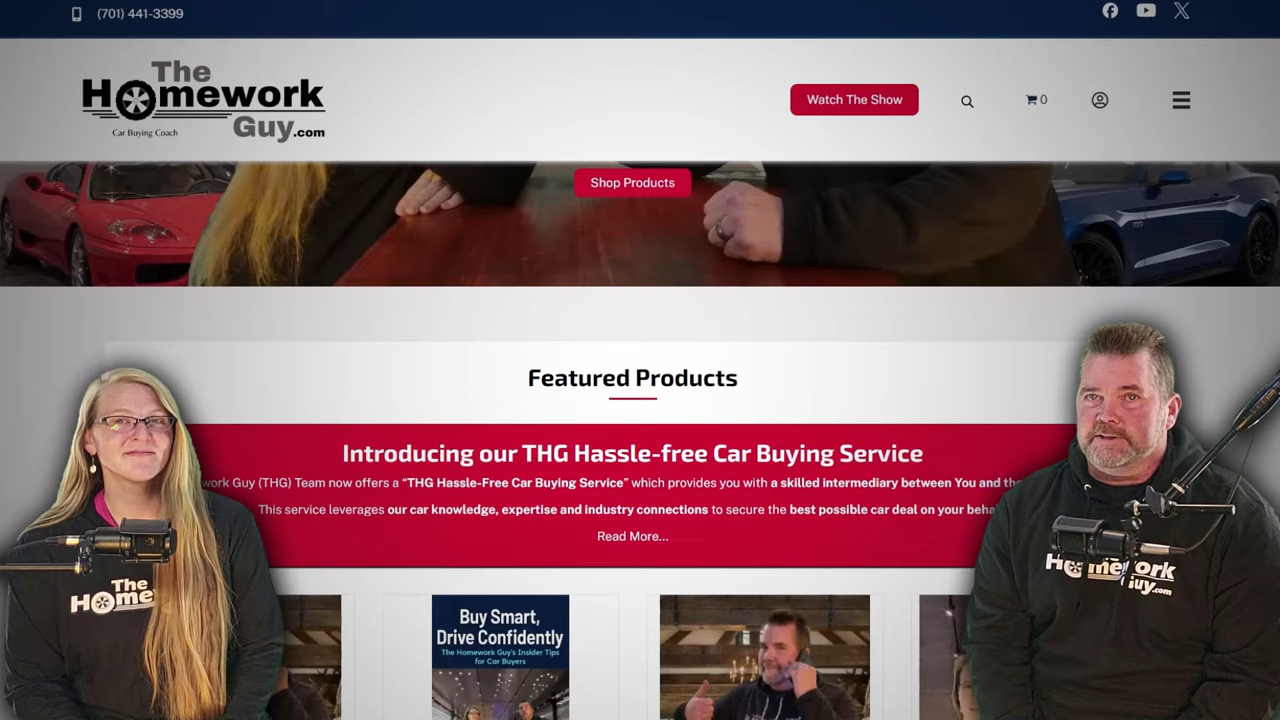 (701) 441-3399
The
Homework
Guy.com
Car Buying Coach
Watch The Show
0
Shop Products
Featured Products
Introducing our THG Hassle-free Car Buying Service
Guy (THG) Team now offers a “THG Hassle-Free Car Buying Service” which provides you with a skilled intermediary between You and
This service leverages our car knowledge, expertise and industry connections to secure the best possible car deal on your
Read More...
The
Home
The
uy.com
Buy Smart,
Drive Confidently
The Homework Guy's Insider Tips
for Car Buyers